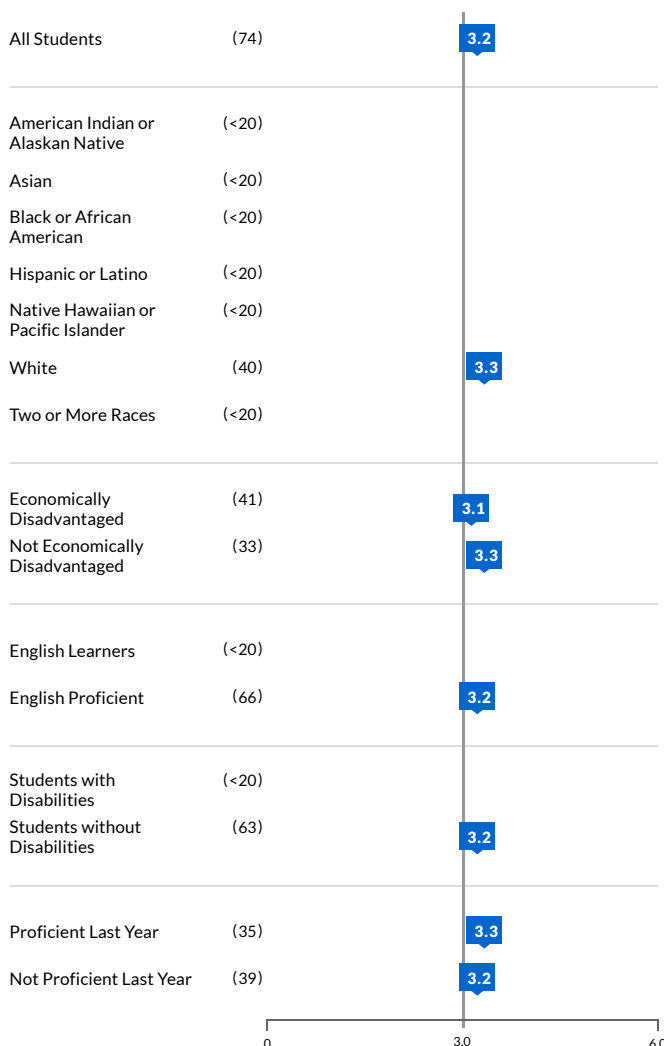 All Students (74) 3.2
American Indian or (<20)
Alaskan Native
Asian (<20)
Black or African (<20)
American
Hispanic or Latino (<20)
Native Hawaiian or (<20)
Pacific Islander
White (40) 3.3
Two or More Races (<20)
Economically (41) 3.1
Disadvantaged
Not Economically (33) 3.3
Disadvantaged
English Learners (<20)
English Proficient (66) 3.2
Students with (<20)
Disabilities
Students without (63) 3.2
Disabilities
Proficient Last Year (35) 3.3
Not Proficient Last Year (39) 3.2
0 3.0 6.0